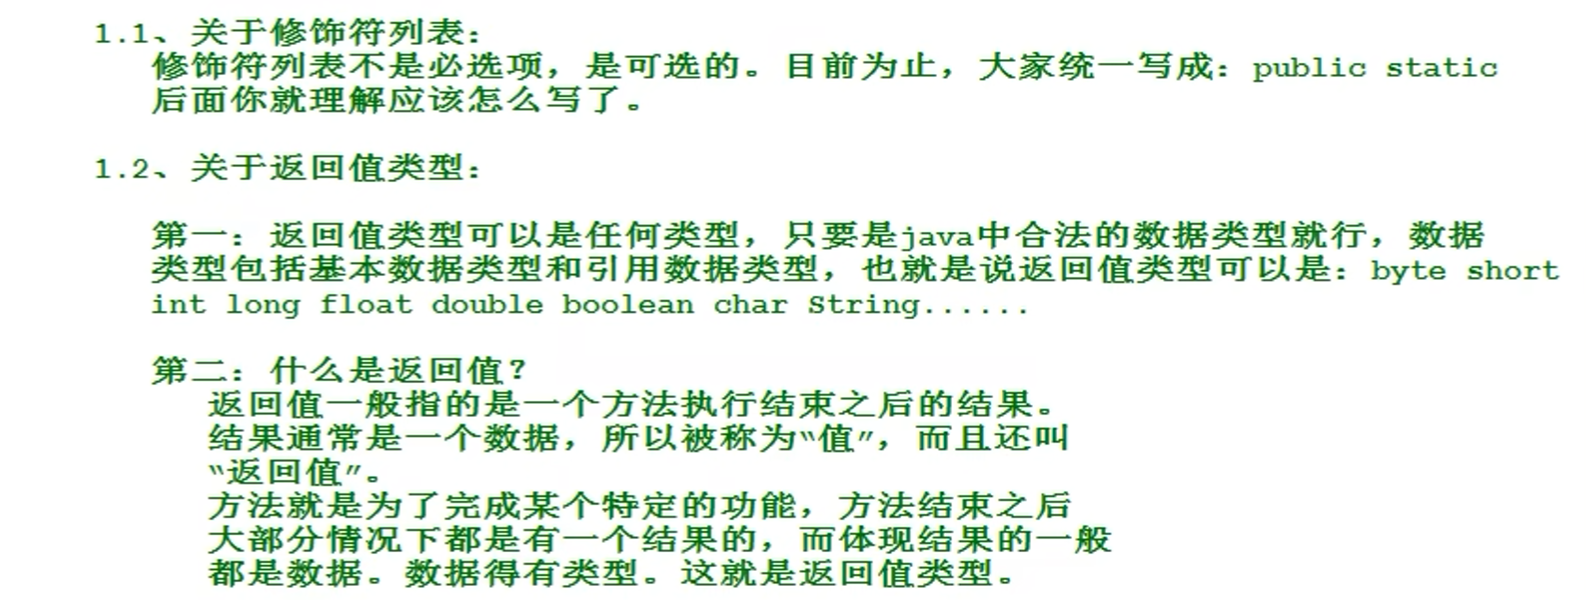 1.1、关于修饰符列表:
修饰符列表不是必选项，是可选的。目前为止，大家统一写成: public static
后面你就理解应该怎么写了。
1.2、关于返回值类型:
第一: 返回值类型可以是任何类型，只要是java中合法的数据类型就行，数据
类型包括基本数据类型和引用数据类型，也就是说返回值类型可以是: byte short
int long float double boolean char String......
第二: 什么是返回值?
返回值一般指的是一个方法执行结束之后的结果。
结果通常是一个数据，所以被称为“值”，而且还叫
“返回值”。
方法就是为了完成某个特定的功能，方法结束之后
大部分情况下都是有一个结果的，而体现结果的一般
都是数据。数据得有类型。这就是返回值类型。